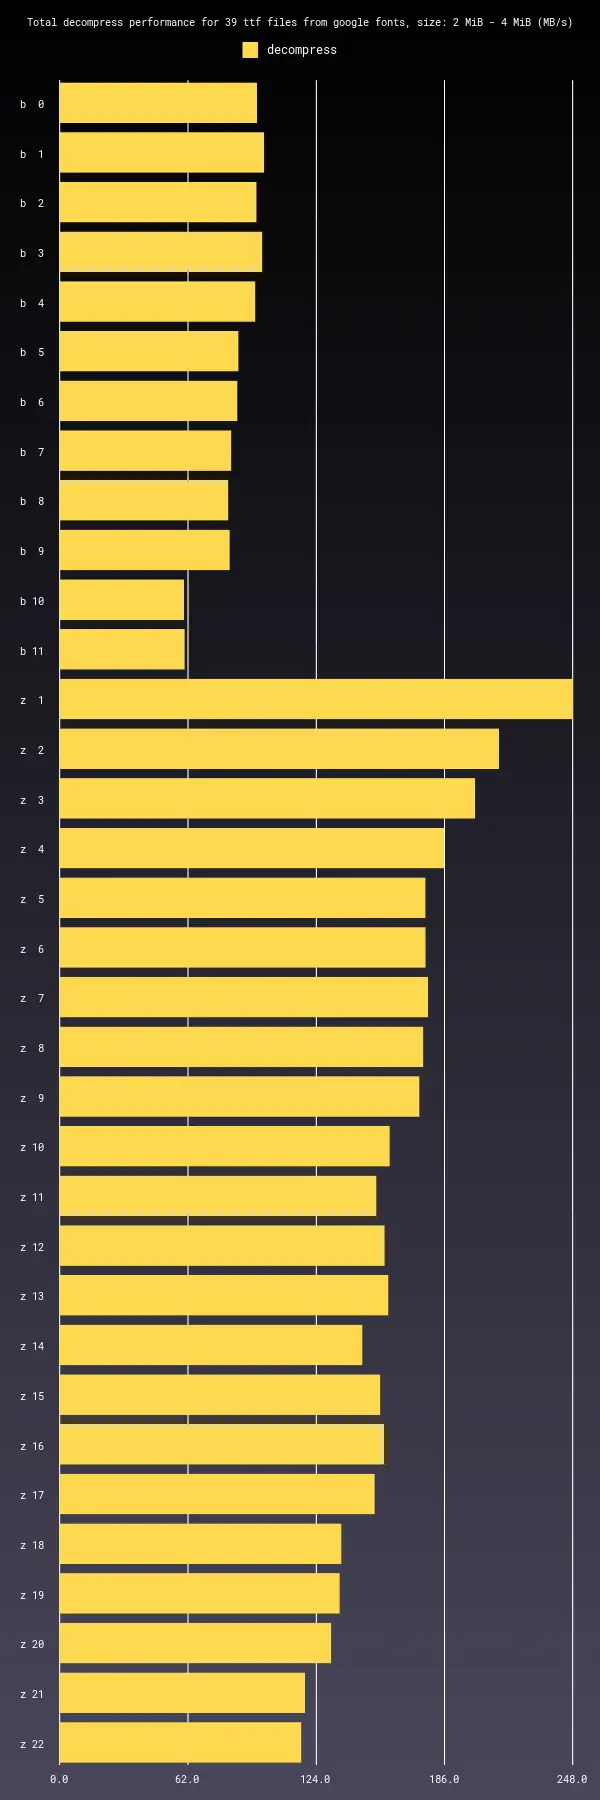 Total decompress performance for 39 ttf files from google fonts, size: 2 MiB - 4 MiB (MB/s)
decompress
b  0
b  1
b  2
b  3
b  4
b  5
b  6
b  7
b  8
b  9
b 10
b 11
z  1
z  2
z  3
z  4
z  5
z  6
z  7
z  8
z  9
z 10
z 11
z 12
z 13
z 14
z 15
z 16
z 17
z 18
z 19
z 20
z 21
z 22
0.0 62.0 124.0 186.0 248.0